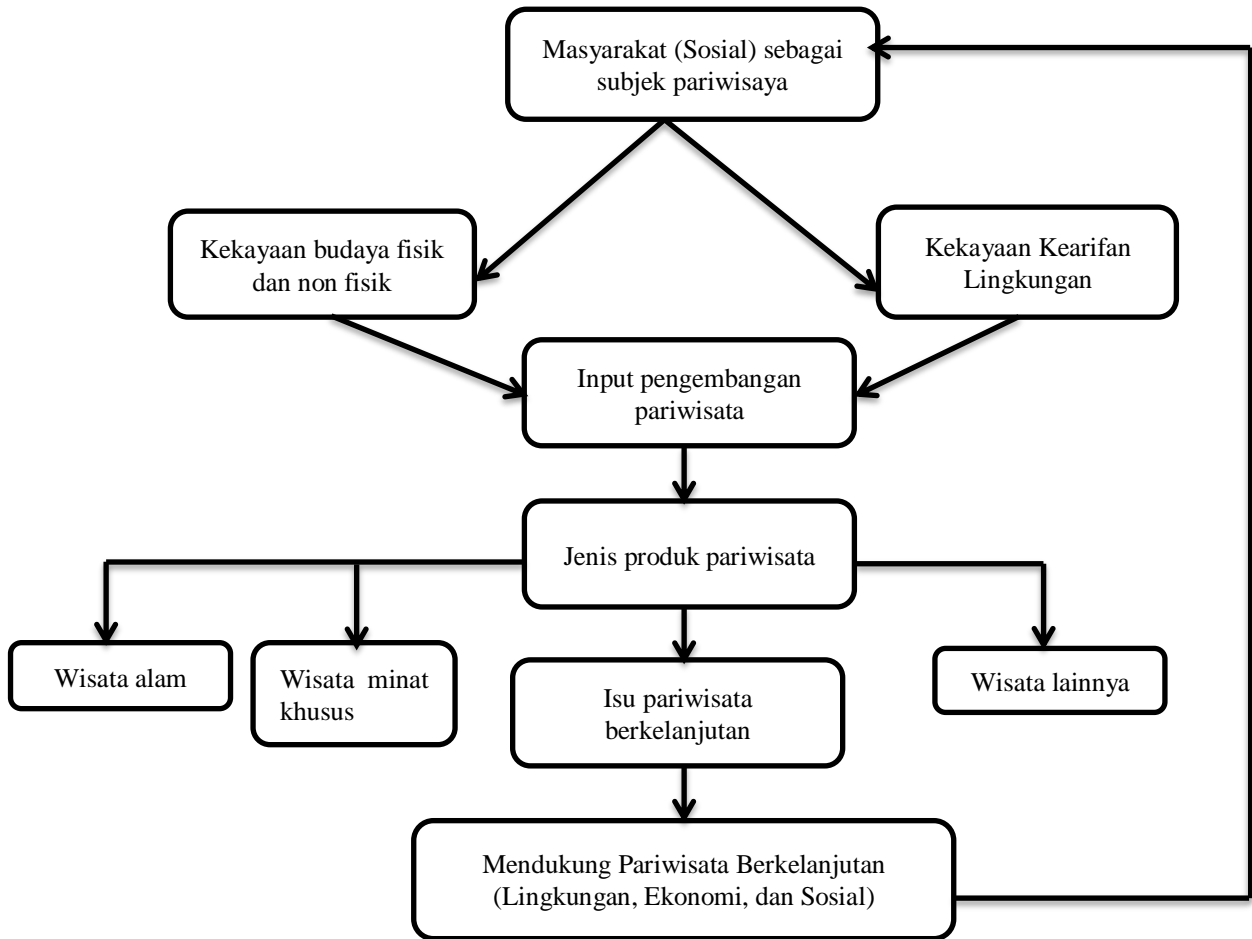 Masyarakat (Sosial) sebagai
subjek pariwisaya
Kekayaan budaya fisik
dan non fisik
Kekayaan Kearifan
Lingkungan
Input pengembangan
pariwisata
Jenis produk pariwisata
Wisata alam
Wisata minat
khusus
Isu pariwisata
berkelanjutan
Wisata lainnya
Mendukung Pariwisata Berkelanjutan
(Lingkungan, Ekonomi, dan Sosial)